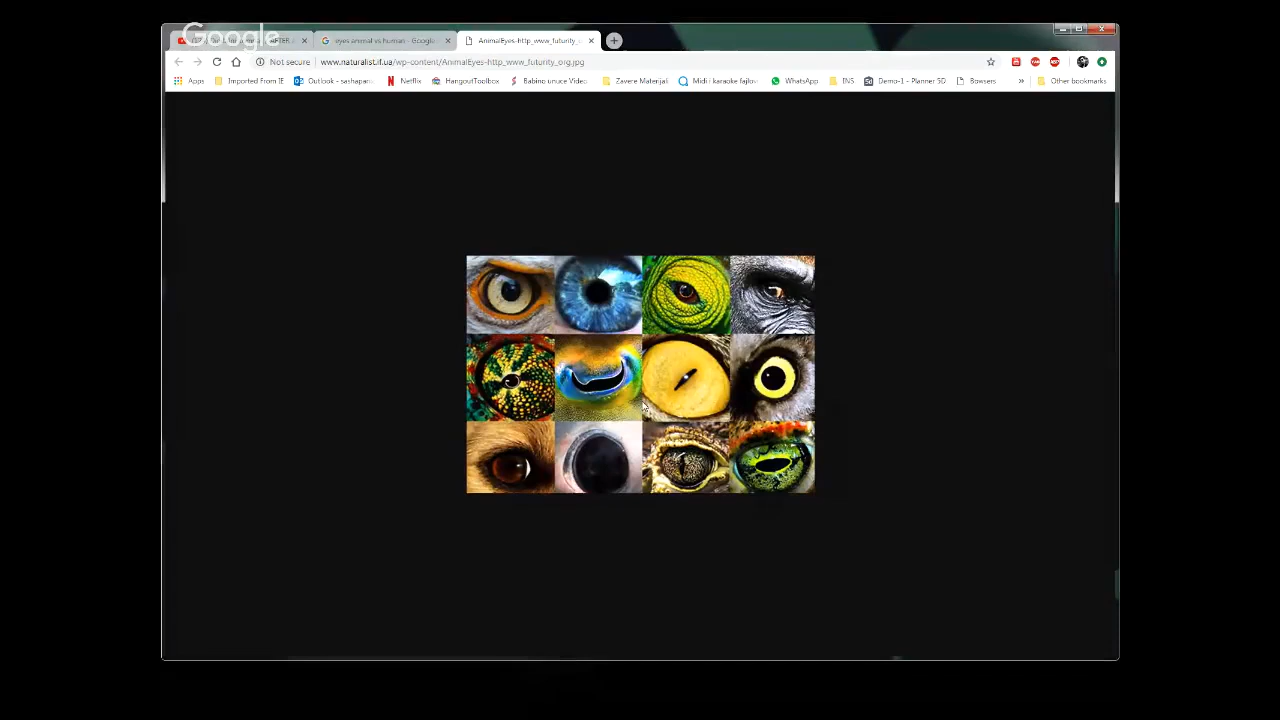 Google
eyes animal vs human - Google
AnimalEyes-http_www_futurity_
Not secure
www.naturalist.if.ua/wp-content/AnimalEyes-http_www_futurity_org.jpg
Apps
Imported From IE
Outlook - sashapan
Netflix
HangoutToolbox
Babino unuce Video
Zavere Materijali
Midi i karaoke fajlov
WhatsApp
INS
Demo-1 - Planner 5D
Bowsers
»
Other bookmarks